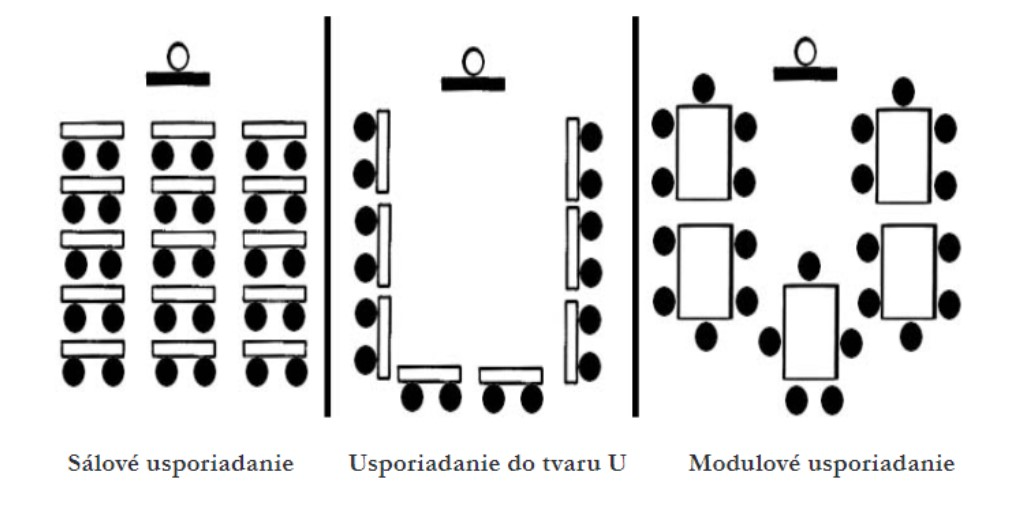 Sálové usporiadanie
Usporiadanie do tvaru U
Modulové usporiadanie